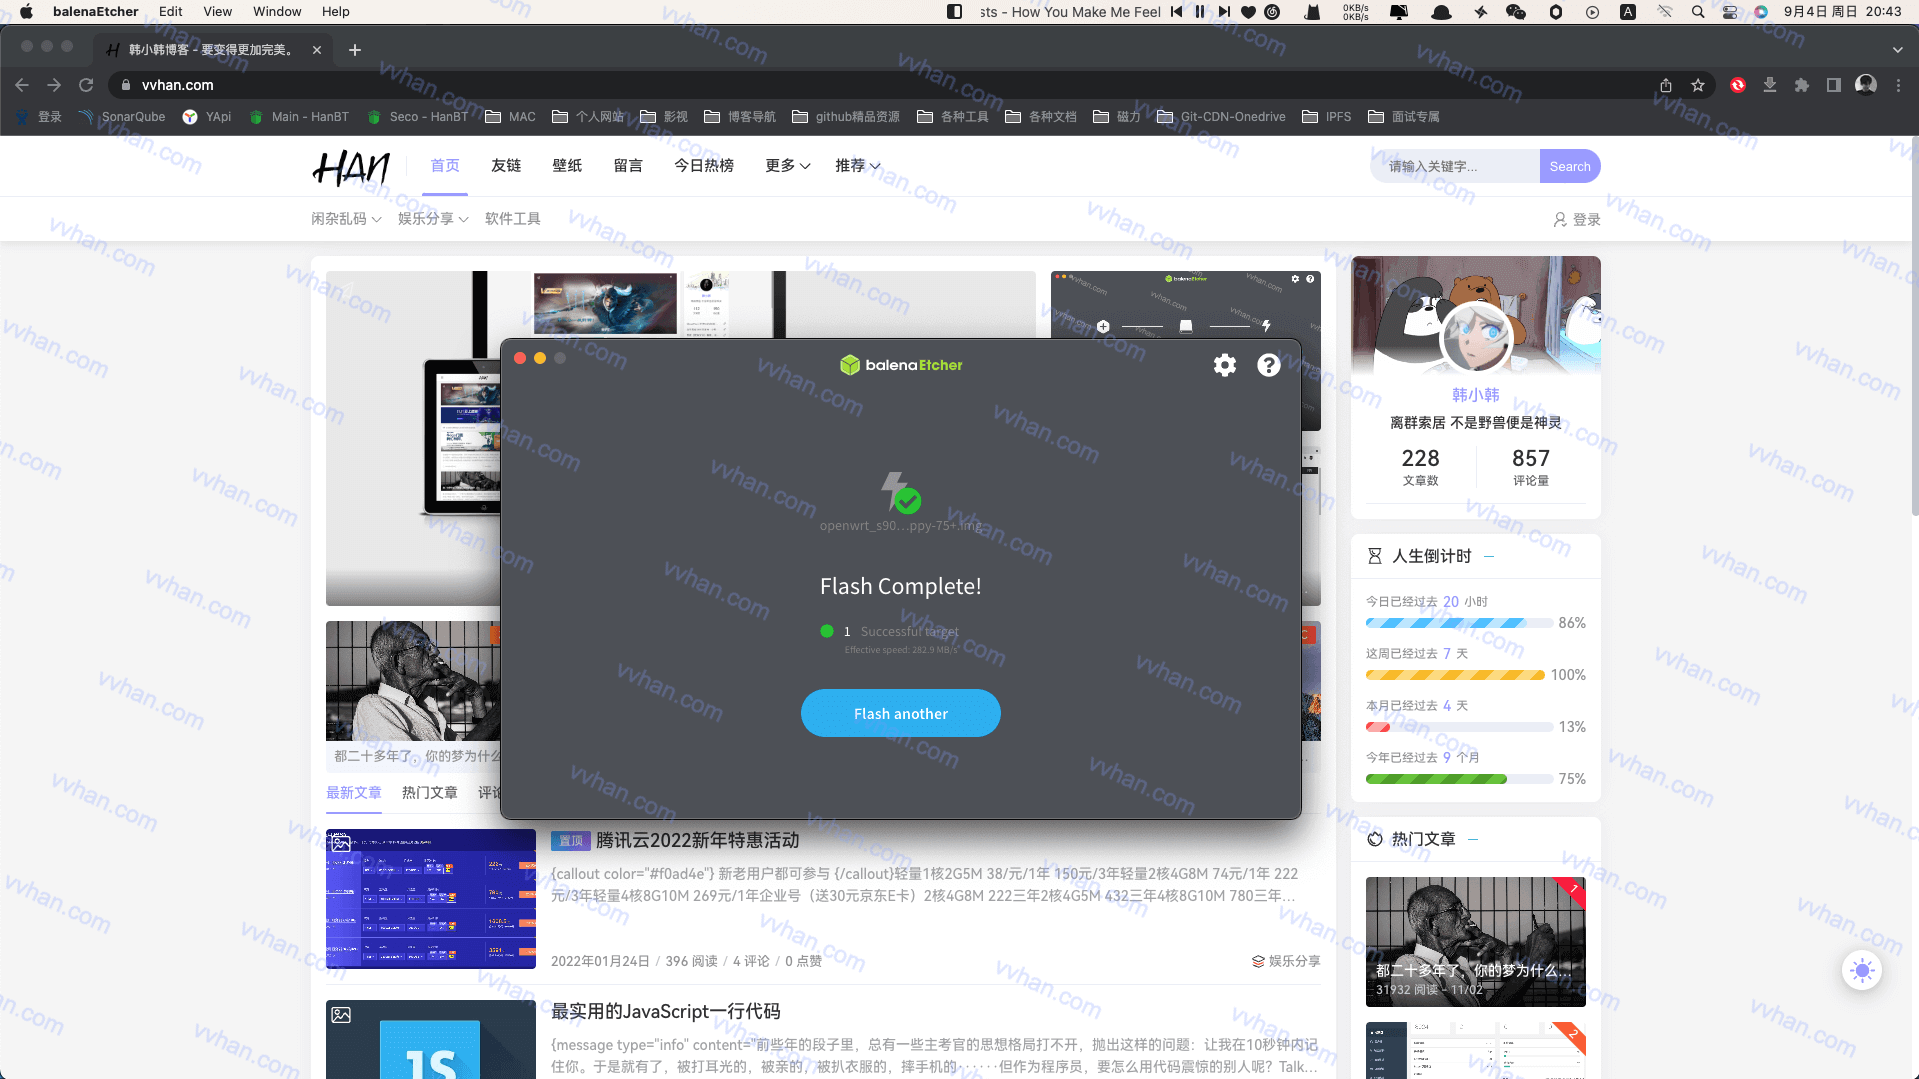 balenaEtcher Edit View Window Help
sts - How You Make Me Feel
0KB/s
0KB/s
A
9月4日 周日 20:43
韩小韩博客 - 要变得更加完美。
vvhan.com
登录 SonarQube YApi Main - HanBT Seco - HanBT MAC 个人网站 影视 博客导航 github精品资源 各种工具 各种文档 磁力 Git-CDN-Onedrive IPFS 面试专属
HAN 首页 友链 壁纸 留言 今日热榜 更多 推荐
请输入关键字... Search
闲杂乱码 娱乐分享 软件工具
登录
balenaEtcher
balenaEtcher
openwrt_s90...ppy-75+.img
Flash Complete!
1 Successful target
Effective speed: 282.9 MB/s
Flash another
都二十多年了，你的梦为什么
最新文章 热门文章 评论
置顶 腾讯云2022新年特惠活动
{callout color="#f0ad4e"} 新老用户都可参与 {/callout}轻量1核2G5M 38/元/1年 150元/3年轻量2核4G8M 74元/1年 222
元/3年轻量4核8G10M 269元/1年企业号（送30元京东E卡）2核4G8M 222三年2核4G5M 432三年4核8G10M 780三年...
2022年01月24日 / 396 阅读 / 4 评论 / 0 点赞
娱乐分享
最实用的JavaScript一行代码
JS
{message type="info" content="前些年的段子里，总有一些主考官的思想格局打不开，抛出这样的问题：让我在10秒钟内记
住你。于是就有了，被打耳光的，被亲的，被扒衣服的，摔手机的······但作为程序员，要怎么用代码震惊的别人呢？Talk...
韩小韩
离群索居 不是野兽便是神灵
228 857
文章数 评论量
人生倒计时
今日已经过去 20 小时
86%
这周已经过去 7 天
100%
本月已经过去 4 天
13%
今年已经过去 9 个月
75%
热门文章
1
都二十多年了，你的梦为什么...
31932 阅读 - 11/02
2
vvhan.com